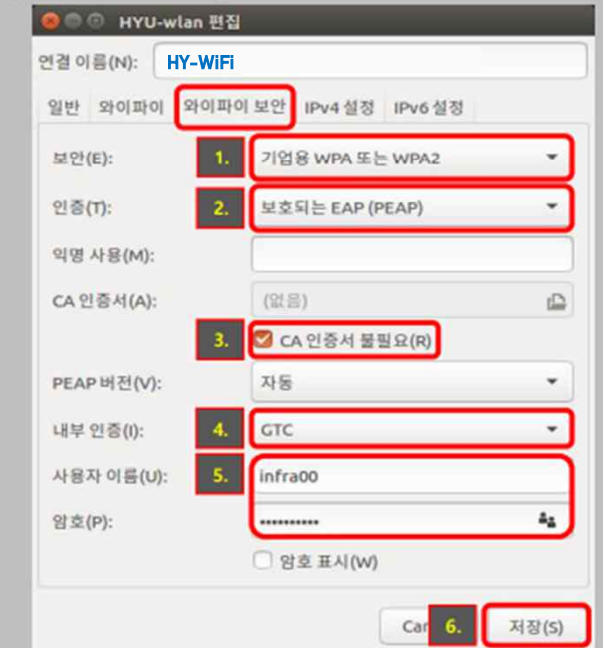 HYU-wlan 편집
연결 이름(N): HY-WiFi
일반 와이파이 와이파이 보안 IPv4 설정 IPv6 설정
보안(E): 1. 기업용 WPA 또는 WPA2
인증(T): 2. 보호되는 EAP (PEAP)
익명 사용(M):
CA 인증서(A): (없음)
3. CA 인증서 불필요(R)
PEAP 버전(V): 자동
내부 인증(I): 4. GTC
사용자 이름(U): 5. infra00
암호(P): ••••••••••
암호 표시(W)
Car 6. 저장(S)